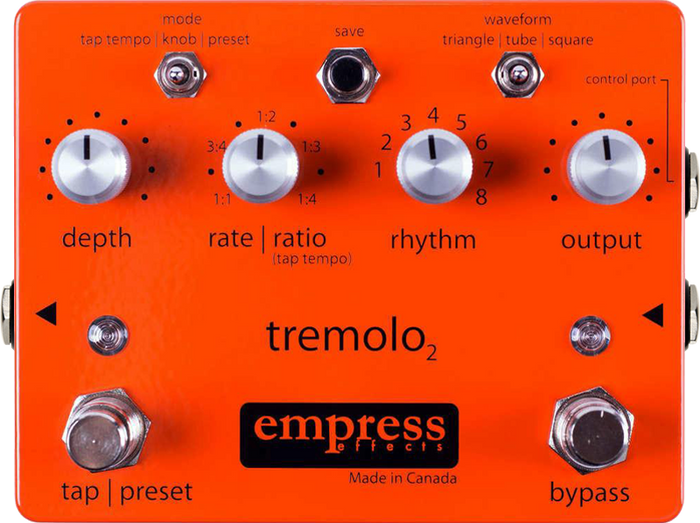 mode
tap tempo | knob | preset
save
waveform
triangle | tube | square
control port
1:2
3:4
1:3
1:1
1:4
4
3
5
2
6
1
7
8
depth
rate | ratio
(tap tempo)
rhythm
output
tremolo2
empress
effects
Made in Canada
tap | preset
bypass